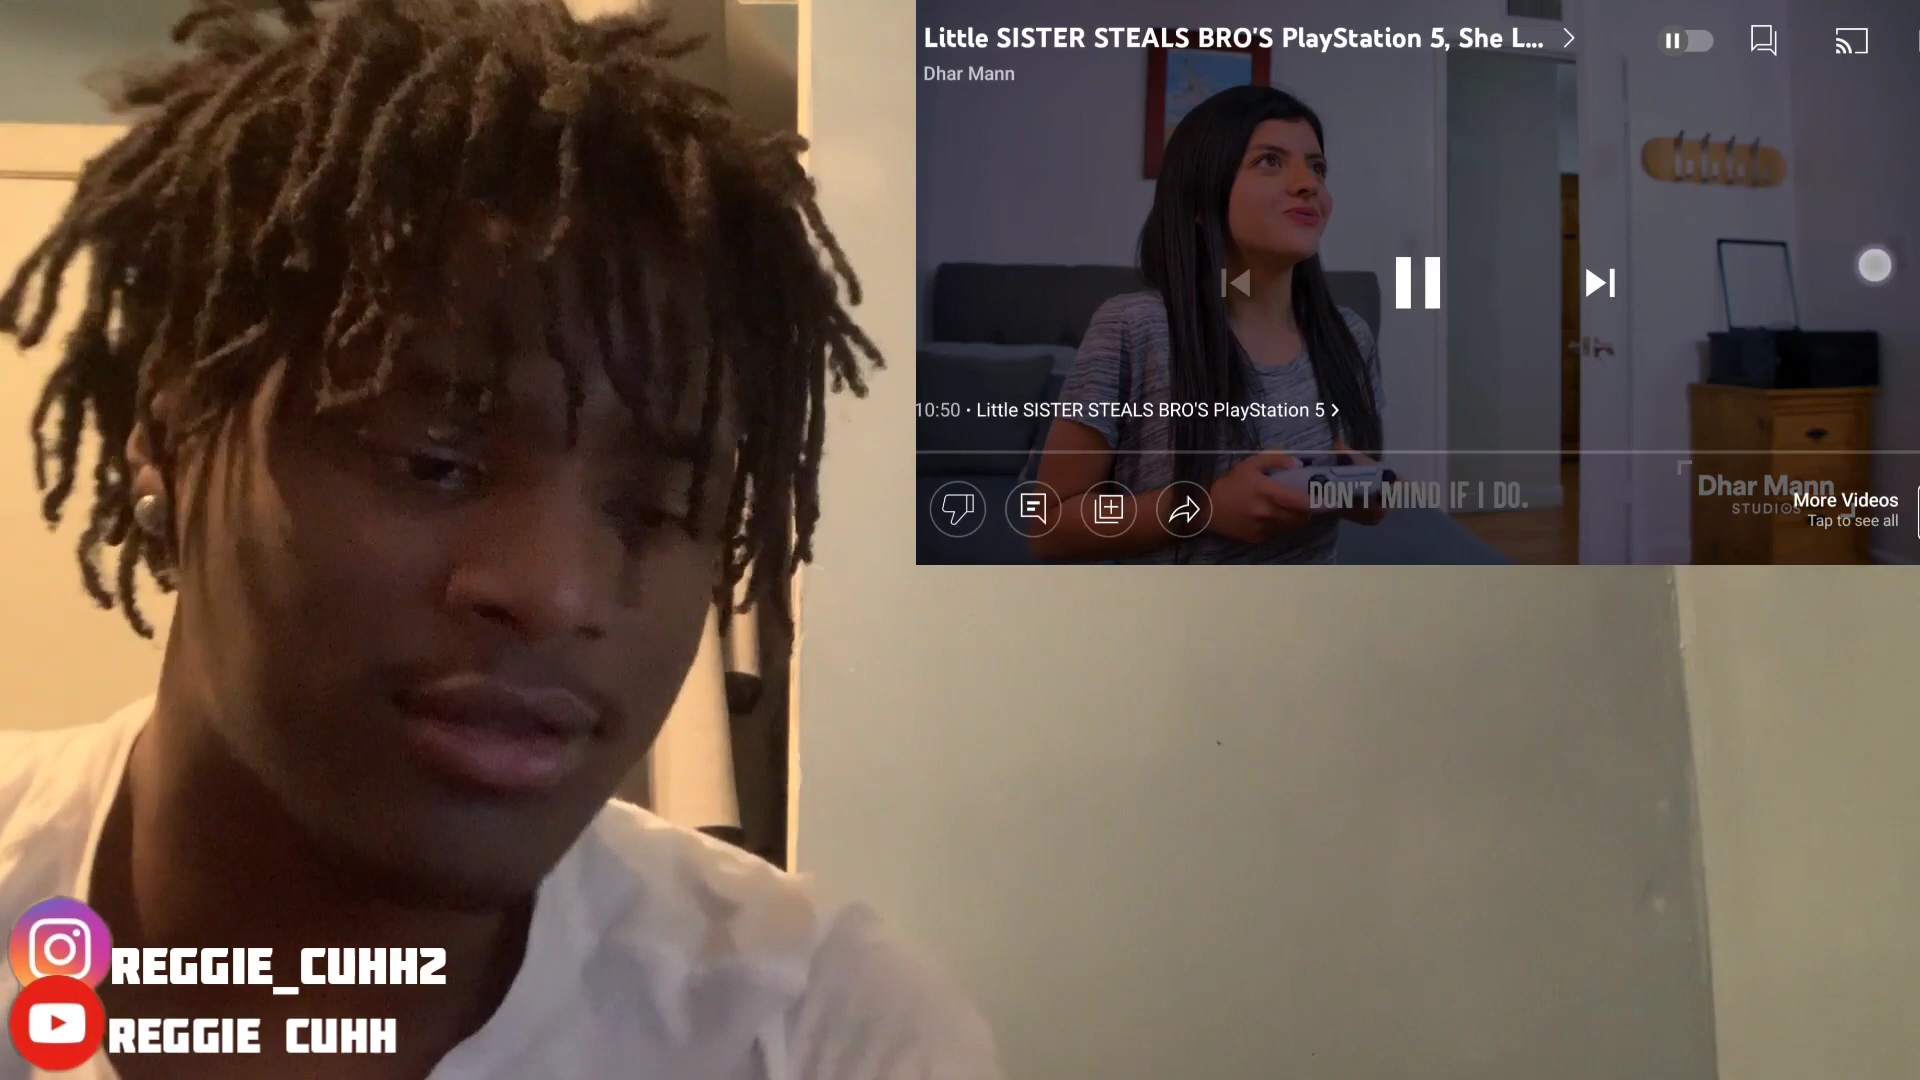 Little SISTER STEALS BRO'S PlayStation 5, She L...
Dhar Mann
10:50 • Little SISTER STEALS BRO'S PlayStation 5
DON'T MIND IF I DO.
Dhar Mann
STUDIOS
More Videos
Tap to see all
REGGIE_CUHHZ
REGGIE CUHH